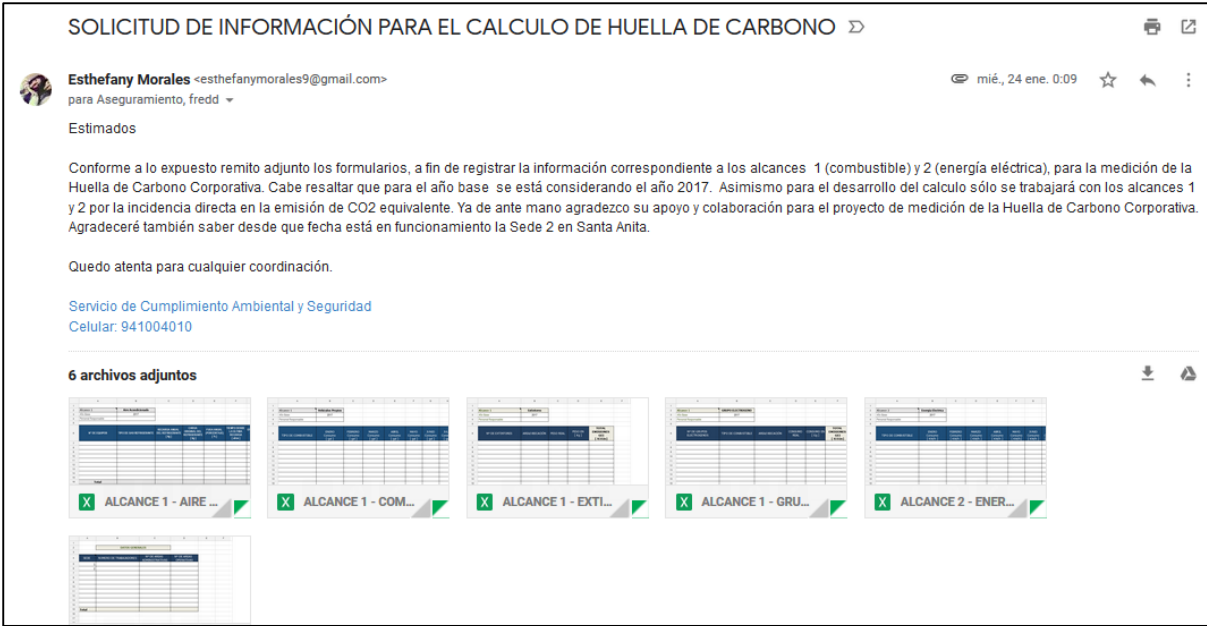 SOLICITUD DE INFORMACIÓN PARA EL CALCULO DE HUELLA DE CARBONO
Esthefany Morales <esthefanymorales9@gmail.com>
mié., 24 ene. 0:09
para Aseguramiento, fredd
Estimados
Conforme a lo expuesto remito adjunto los formularios, a fin de registrar la información correspondiente a los alcances 1 (combustible) y 2 (energía eléctrica), para la medición de la
Huella de Carbono Corporativa. Cabe resaltar que para el año base se está considerando el año 2017. Asimismo para el desarrollo del calculo sólo se trabajará con los alcances 1
y 2 por la incidencia directa en la emisión de CO2 equivalente. Ya de ante mano agradezco su apoyo y colaboración para el proyecto de medición de la Huella de Carbono Corporativa.
Agradeceré también saber desde que fecha está en funcionamiento la Sede 2 en Santa Anita.
Quedo atenta para cualquier coordinación.
Servicio de Cumplimiento Ambiental y Seguridad
Celular: 941004010
6 archivos adjuntos
ALCANCE 1 - AIRE ...
ALCANCE 1 - COM...
ALCANCE 1 - EXTI...
ALCANCE 1 - GRU...
ALCANCE 2 - ENER...